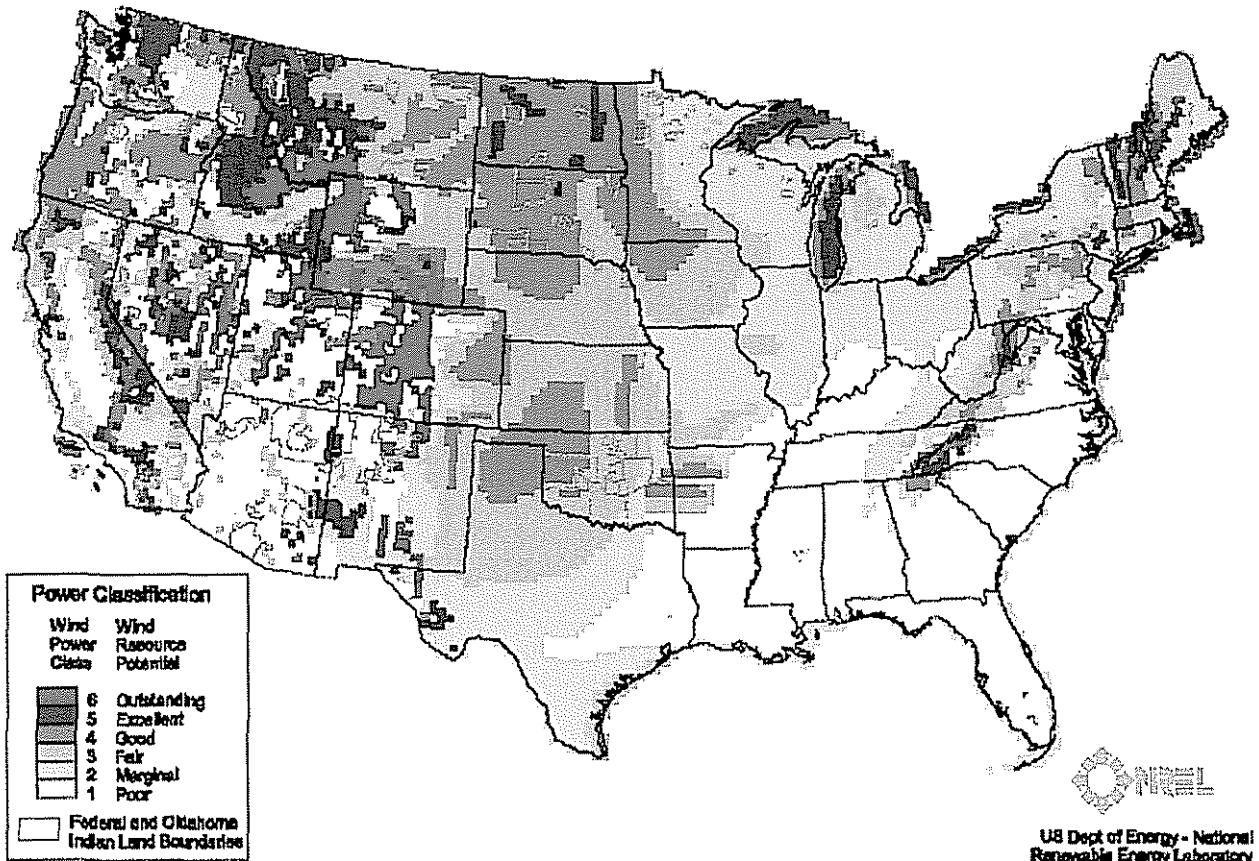 Power Classification
Wind Wind
Power Resource
Class Potential
6 Outstanding
5 Excellent
4 Good
3 Fair
2 Marginal
1 Poor
Federal and Oklahoma
Indian Land Boundaries
NREL
US Dept of Energy - National
Renewable Energy Laboratory